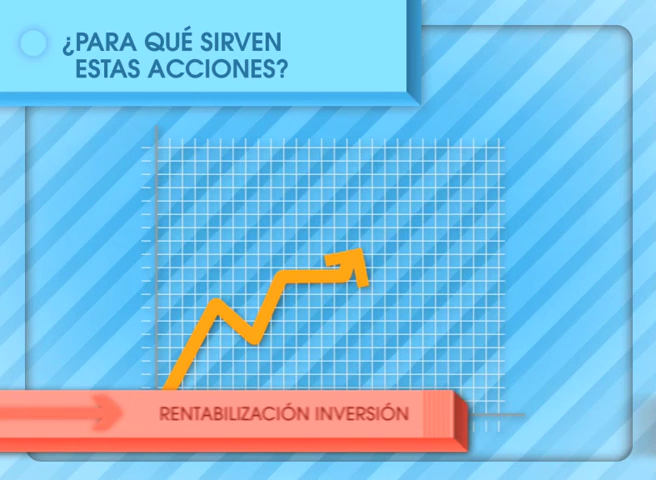 ¿PARA QUÉ SIRVEN
ESTAS ACCIONES?
RENTABILIZACIÓN INVERSIÓN